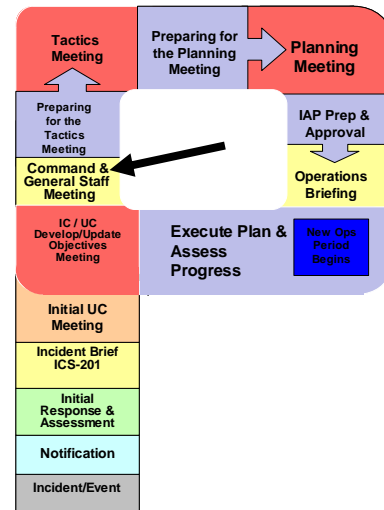 Tactics
Meeting
Preparing for
the Planning
Meeting
Planning
Meeting
Preparing
for the
Tactics
Meeting
IAP Prep &
Approval
Command &
General Staff
Meeting
Operations
Briefing
IC / UC
Develop/Update
Objectives
Meeting
Execute Plan &
Assess
Progress
New Ops
Period
Begins
Initial UC
Meeting
Incident Brief
ICS-201
Initial
Response &
Assessment
Notification
Incident/Event